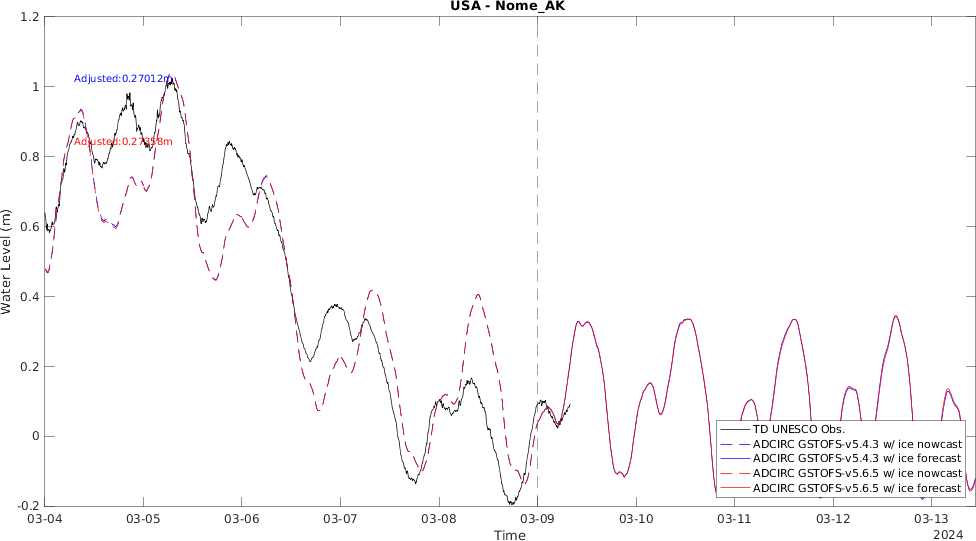 USA - Nome_AK
1.2
1
0.8
0.6
0.4
0.2
0
-0.2
Water Level (m)
Adjusted:0.27012m
Adjusted:0.27358m
TD UNESCO Obs.
ADCIRC GSTOFS-v5.4.3 w/ ice nowcast
ADCIRC GSTOFS-v5.4.3 w/ ice forecast
ADCIRC GSTOFS-v5.6.5 w/ ice nowcast
ADCIRC GSTOFS-v5.6.5 w/ ice forecast
03-04 03-05 03-06 03-07 03-08 03-09 03-10 03-11 03-12 03-13
Time
2024